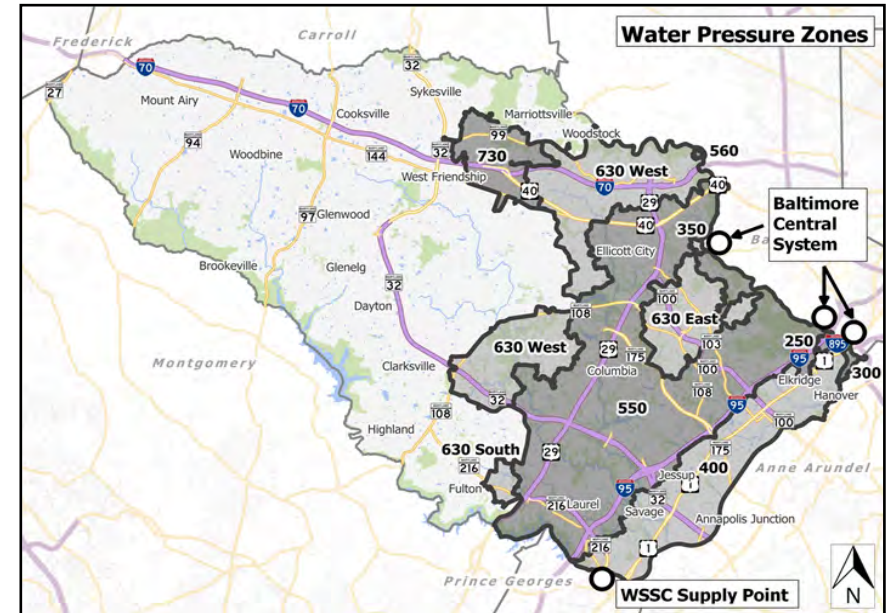 Water Pressure Zones
Frederick
Carroll
70
32
27
Mount Airy
70
Sykesville
Cooksville
Marriottsville
Woodstock
99
94
32
730
560
Woodbine
144
630 West
West Friendship
70
40
40
29
Baltimore
Central
System
97
Glenwood
40
350
Ellicott City
Brookeville
Glenelg
32
100
Dayton
108
630 East
630 West
29
175
103
250
895
Montgomery
Columbia
95
1
Clarksville
100
300
Elkridge
32
108
Hanover
550
95
108
Highland
100
630 South
29
175
216
400
Anne Arundel
Jessup
Fulton
1
95
32
216
Laurel
Savage
Annapolis Junction
216
1
Prince Georges
WSSC Supply Point
N